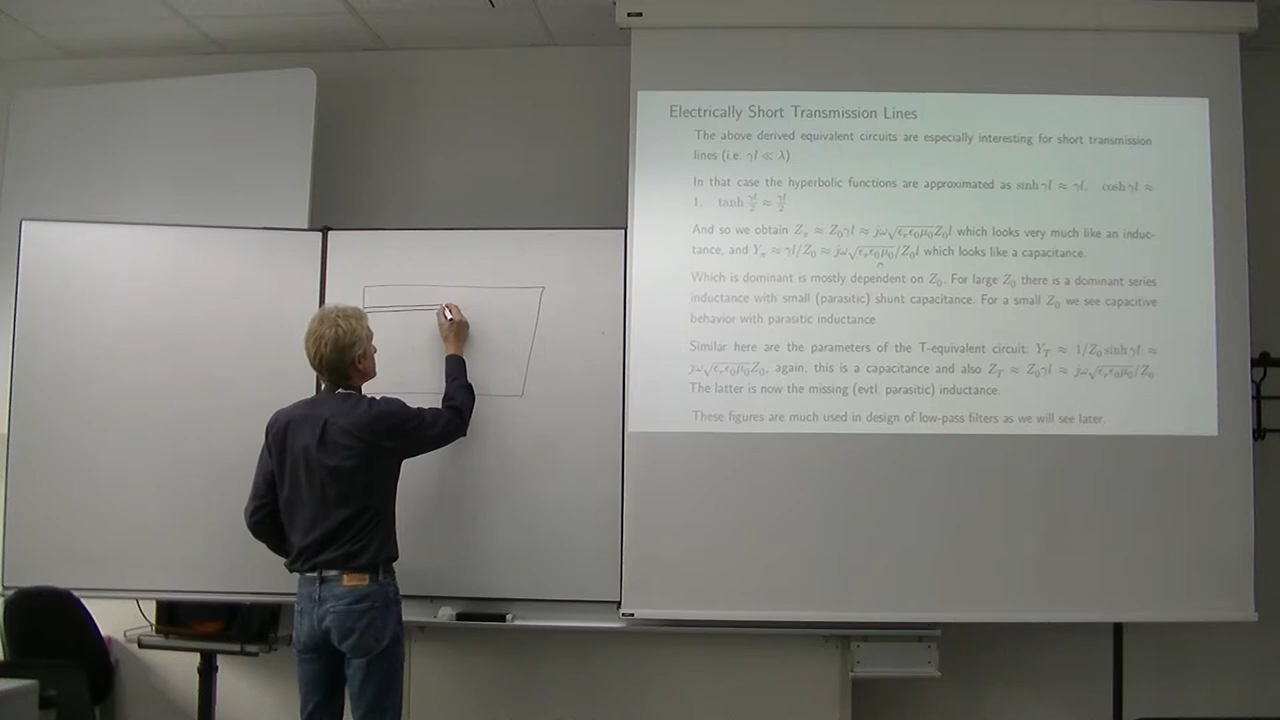 Electrically Short Transmission Lines
The above derived equivalent circuits are especially interesting for short transmission
lines (i.e. γl ≪ λ)
In that case the hyperbolic functions are approximated as sinh γl ≈ γl, cosh γl ≈
1, tanh γl/2 ≈ γl/2
And so we obtain Z_π ≈ Z₀γl ≈ jω√(ε_rε₀μ₀)Z₀l which looks very much like an induc-
tance, and Y_π ≈ γl/Z₀ ≈ jω√(ε_rε₀μ₀)/Z₀l which looks like a capacitance.
Which is dominant is mostly dependent on Z₀. For large Z₀ there is a dominant series
inductance with small (parasitic) shunt capacitance. For a small Z₀ we see capacitive
behavior with parasitic inductance.
Similar here are the parameters of the T-equivalent circuit: Y_T ≈ 1/Z₀ sinh γl ≈
jω√(ε_rε₀μ₀)Z₀, again, this is a capacitance and also Z_T ≈ Z₀γl ≈ jω√(ε_rε₀μ₀)/Z₀
The latter is now the missing (evtl. parasitic) inductance.
These figures are much used in design of low-pass filters as we will see later.